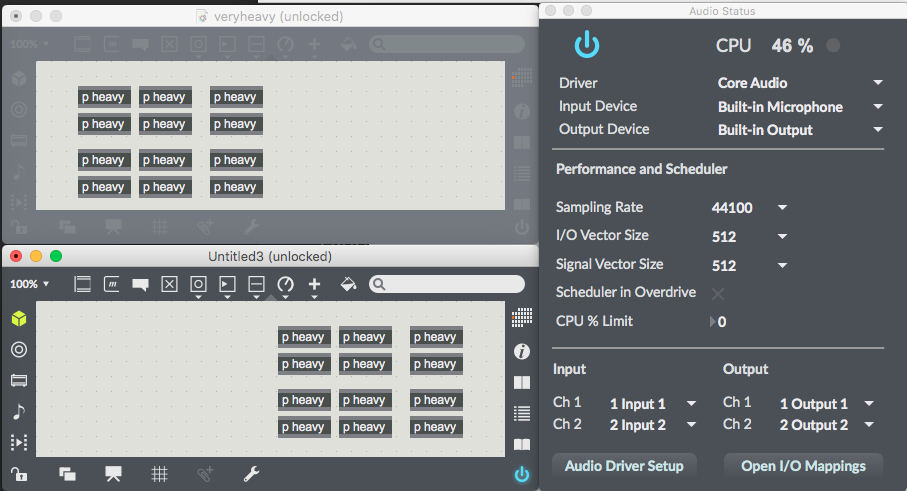 veryheavy (unlocked)
100%
p heavy p heavy p heavy
p heavy p heavy p heavy
p heavy p heavy p heavy
p heavy p heavy p heavy
Untitled3 (unlocked)
100%
p heavy p heavy p heavy
p heavy p heavy p heavy
p heavy p heavy p heavy
p heavy p heavy p heavy
Audio Status
CPU 46 %
Driver Core Audio
Input Device Built-in Microphone
Output Device Built-in Output
Performance and Scheduler
Sampling Rate 44100
I/O Vector Size 512
Signal Vector Size 512
Scheduler in Overdrive
CPU % Limit 0
Input Output
Ch 1 1 Input 1 Ch 1 1 Output 1
Ch 2 2 Input 2 Ch 2 2 Output 2
Audio Driver Setup Open I/O Mappings